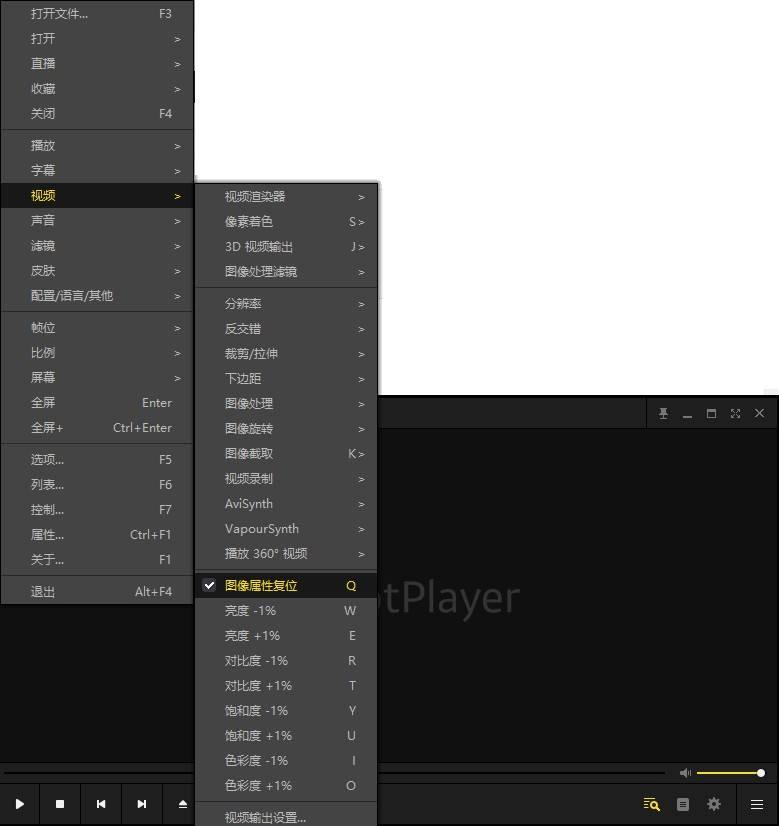 打开文件... F3
打开 >
直播 >
收藏 >
关闭 F4
播放 >
字幕 >
视频 >
声音 >
滤镜 >
皮肤 >
配置/语言/其他 >
帧位 >
比例 >
屏幕 >
全屏 Enter
全屏+ Ctrl+Enter
选项... F5
列表... F6
控制... F7
属性... Ctrl+F1
关于... F1
退出 Alt+F4
视频渲染器 >
像素着色 S>
3D 视频输出 J>
图像处理滤镜 >
分辨率 >
反交错 >
裁剪/拉伸 >
下边距 >
图像处理 >
图像旋转 >
图像截取 K>
视频录制 >
AviSynth >
VapourSynth >
播放 360° 视频 >
图像属性复位 Q
亮度 -1% W
亮度 +1% E
对比度 -1% R
对比度 +1% T
饱和度 -1% Y
饱和度 +1% U
色彩度 -1% I
色彩度 +1% O
视频输出设置...
otPlayer